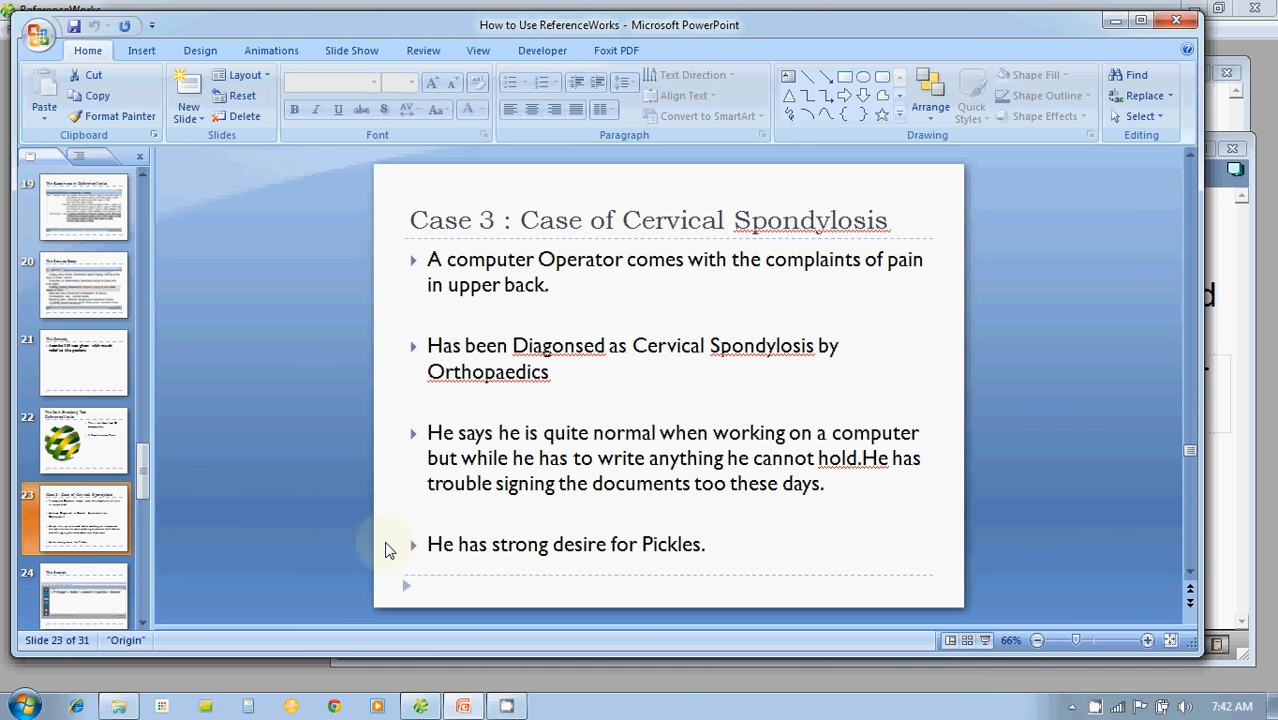 ReferenceWorks
How to Use ReferenceWorks - Microsoft PowerPoint
Home Insert Design Animations Slide Show Review View Developer Foxit PDF
Cut Layout Text Direction Shape Fill Find
Paste Copy New Slide Reset Align Text Arrange Quick Styles Shape Outline Replace
Format Painter Delete B I U abc S AV Aa A Convert to SmartArt Shape Effects Select
Clipboard Slides Font Paragraph Drawing Editing
19
20
21
22
23
24
Case 3 - Case of Cervical Spondylosis
A computer Operator comes with the complaints of pain
in upper back.
Has been Diagonsed as Cervical Spondylosis by
Orthopaedics
He says he is quite normal when working on a computer
but while he has to write anything he cannot hold.He has
trouble signing the documents too these days.
He has strong desire for Pickles.
Slide 23 of 31 "Origin" 66%
7:42 AM